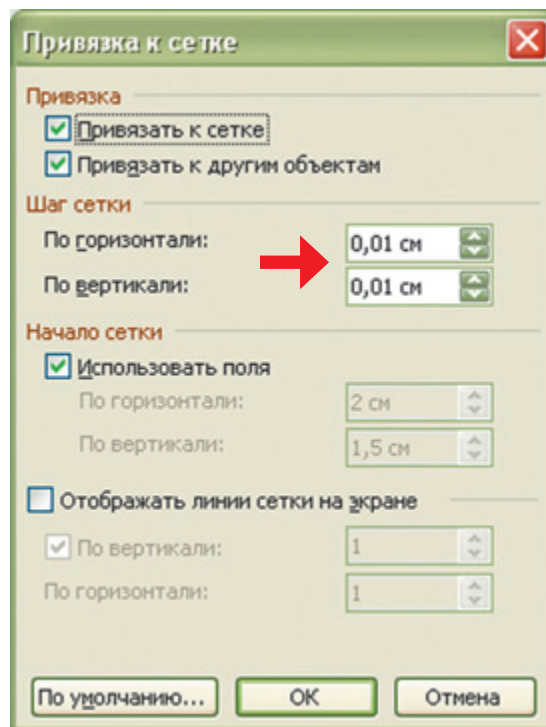 Привязка к сетке
Привязка
Привязать к сетке
Привязать к другим объектам
Шаг сетки
По горизонтали: 0,01 см
По вертикали: 0,01 см
Начало сетки
Использовать поля
По горизонтали: 2 см
По вертикали: 1,5 см
Отображать линии сетки на экране
По вертикали: 1
По горизонтали: 1
По умолчанию... ОК Отмена